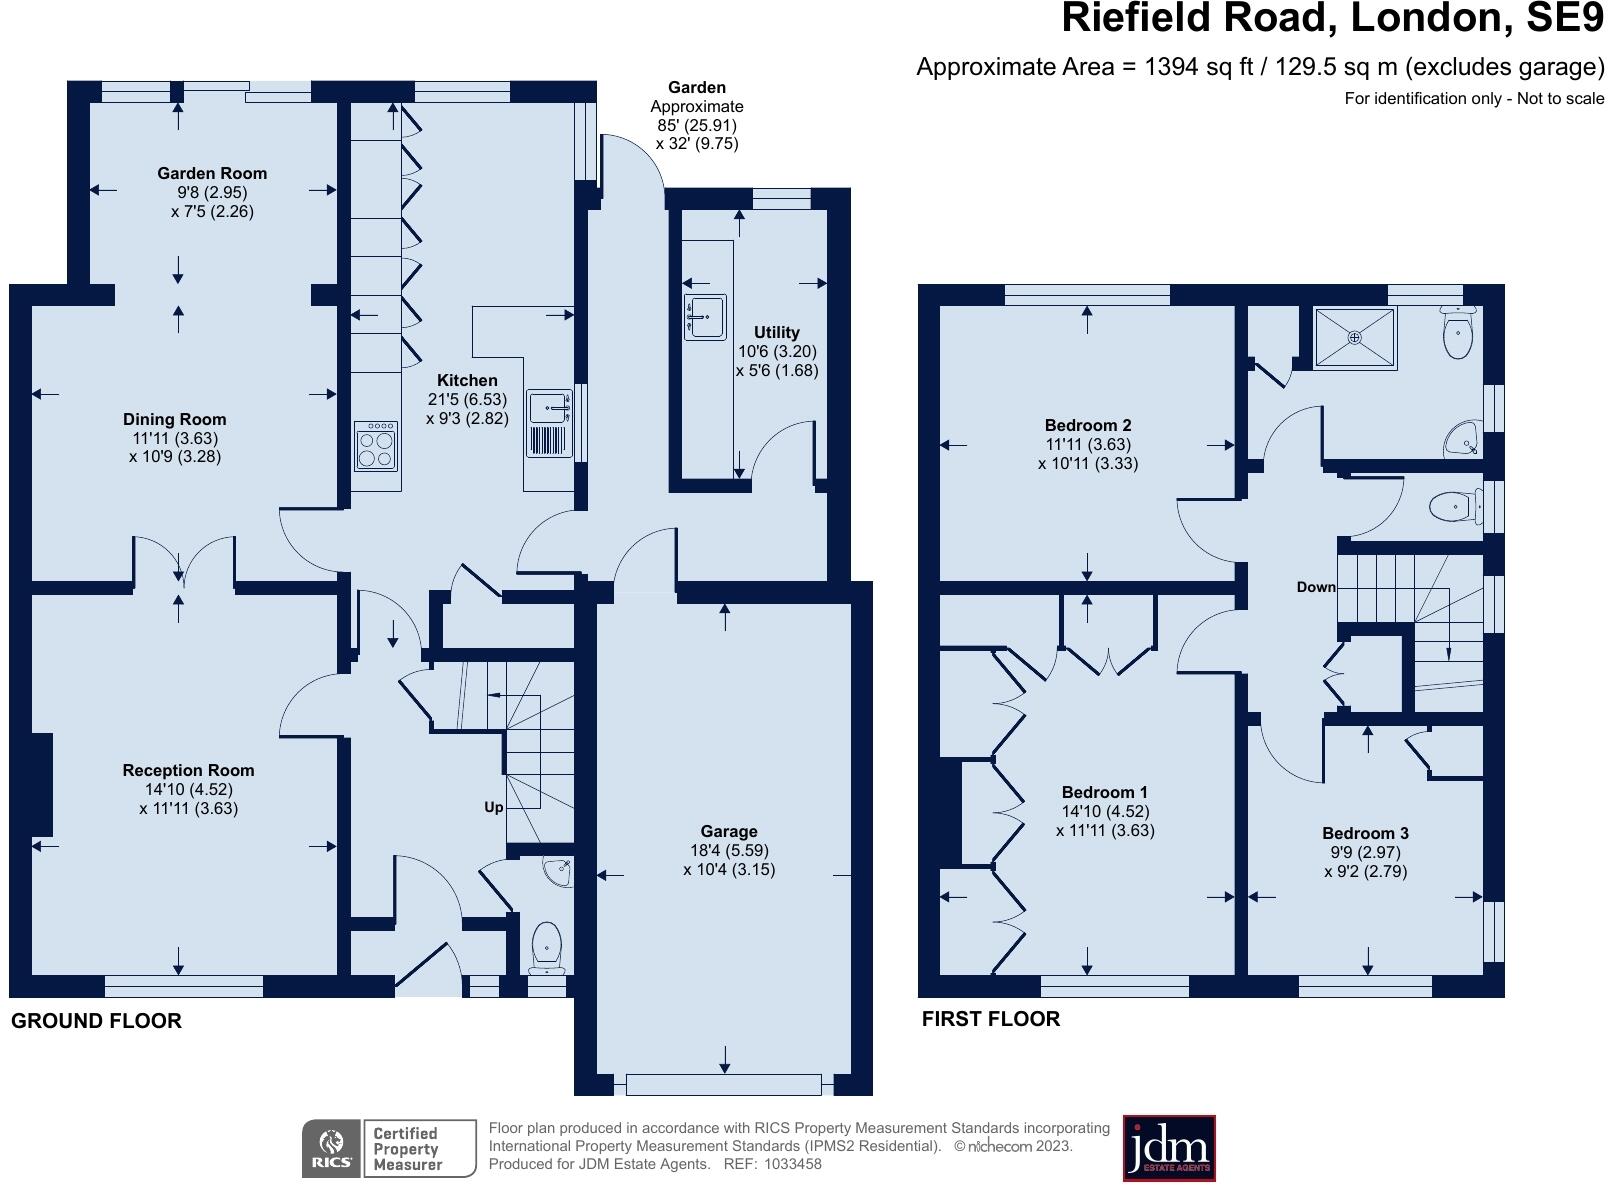 Riefield Road, London, SE9
Approximate Area = 1394 sq ft / 129.5 sq m (excludes garage)
For identification only - Not to scale
Garden
Approximate
85' (25.91)
x 32' (9.75)
Garden Room
9'8 (2.95)
x 7'5 (2.26)
Utility
10'6 (3.20)
x 5'6 (1.68)
Kitchen
21'5 (6.53)
x 9'3 (2.82)
Dining Room
11'11 (3.63)
x 10'9 (3.28)
Bedroom 2
11'11 (3.63)
x 10'11 (3.33)
Down
Reception Room
14'10 (4.52)
x 11'11 (3.63)
Up
Garage
18'4 (5.59)
x 10'4 (3.15)
Bedroom 1
14'10 (4.52)
x 11'11 (3.63)
Bedroom 3
9'9 (2.97)
x 9'2 (2.79)
GROUND FLOOR
FIRST FLOOR
RICS
Certified
Property
Measurer
Floor plan produced in accordance with RICS Property Measurement Standards incorporating
International Property Measurement Standards (IPMS2 Residential). © nichecom 2023.
Produced for JDM Estate Agents. REF: 1033458
jdm
ESTATE AGENTS